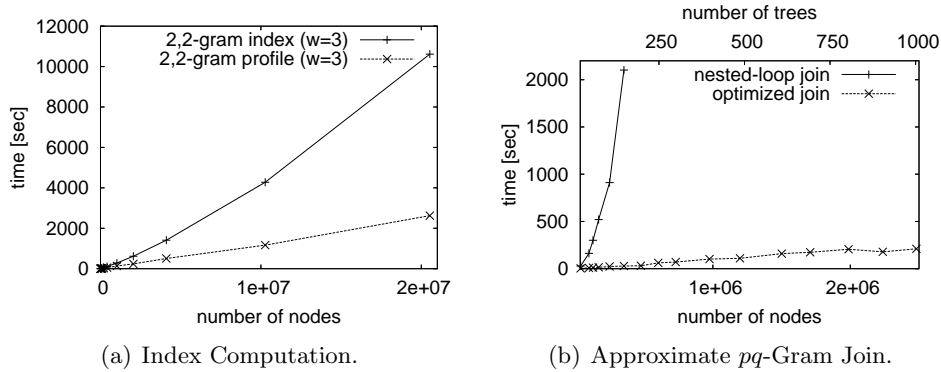 12000
10000
8000
6000
4000
2000
0
time [sec]
2,2-gram index (w=3)
2,2-gram profile (w=3)
0
1e+07
2e+07
number of nodes
(a) Index Computation.
number of trees
250
500
750
1000
2000
1500
1000
500
0
time [sec]
nested-loop join
optimized join
1e+06
2e+06
number of nodes
(b) Approximate pq-Gram Join.